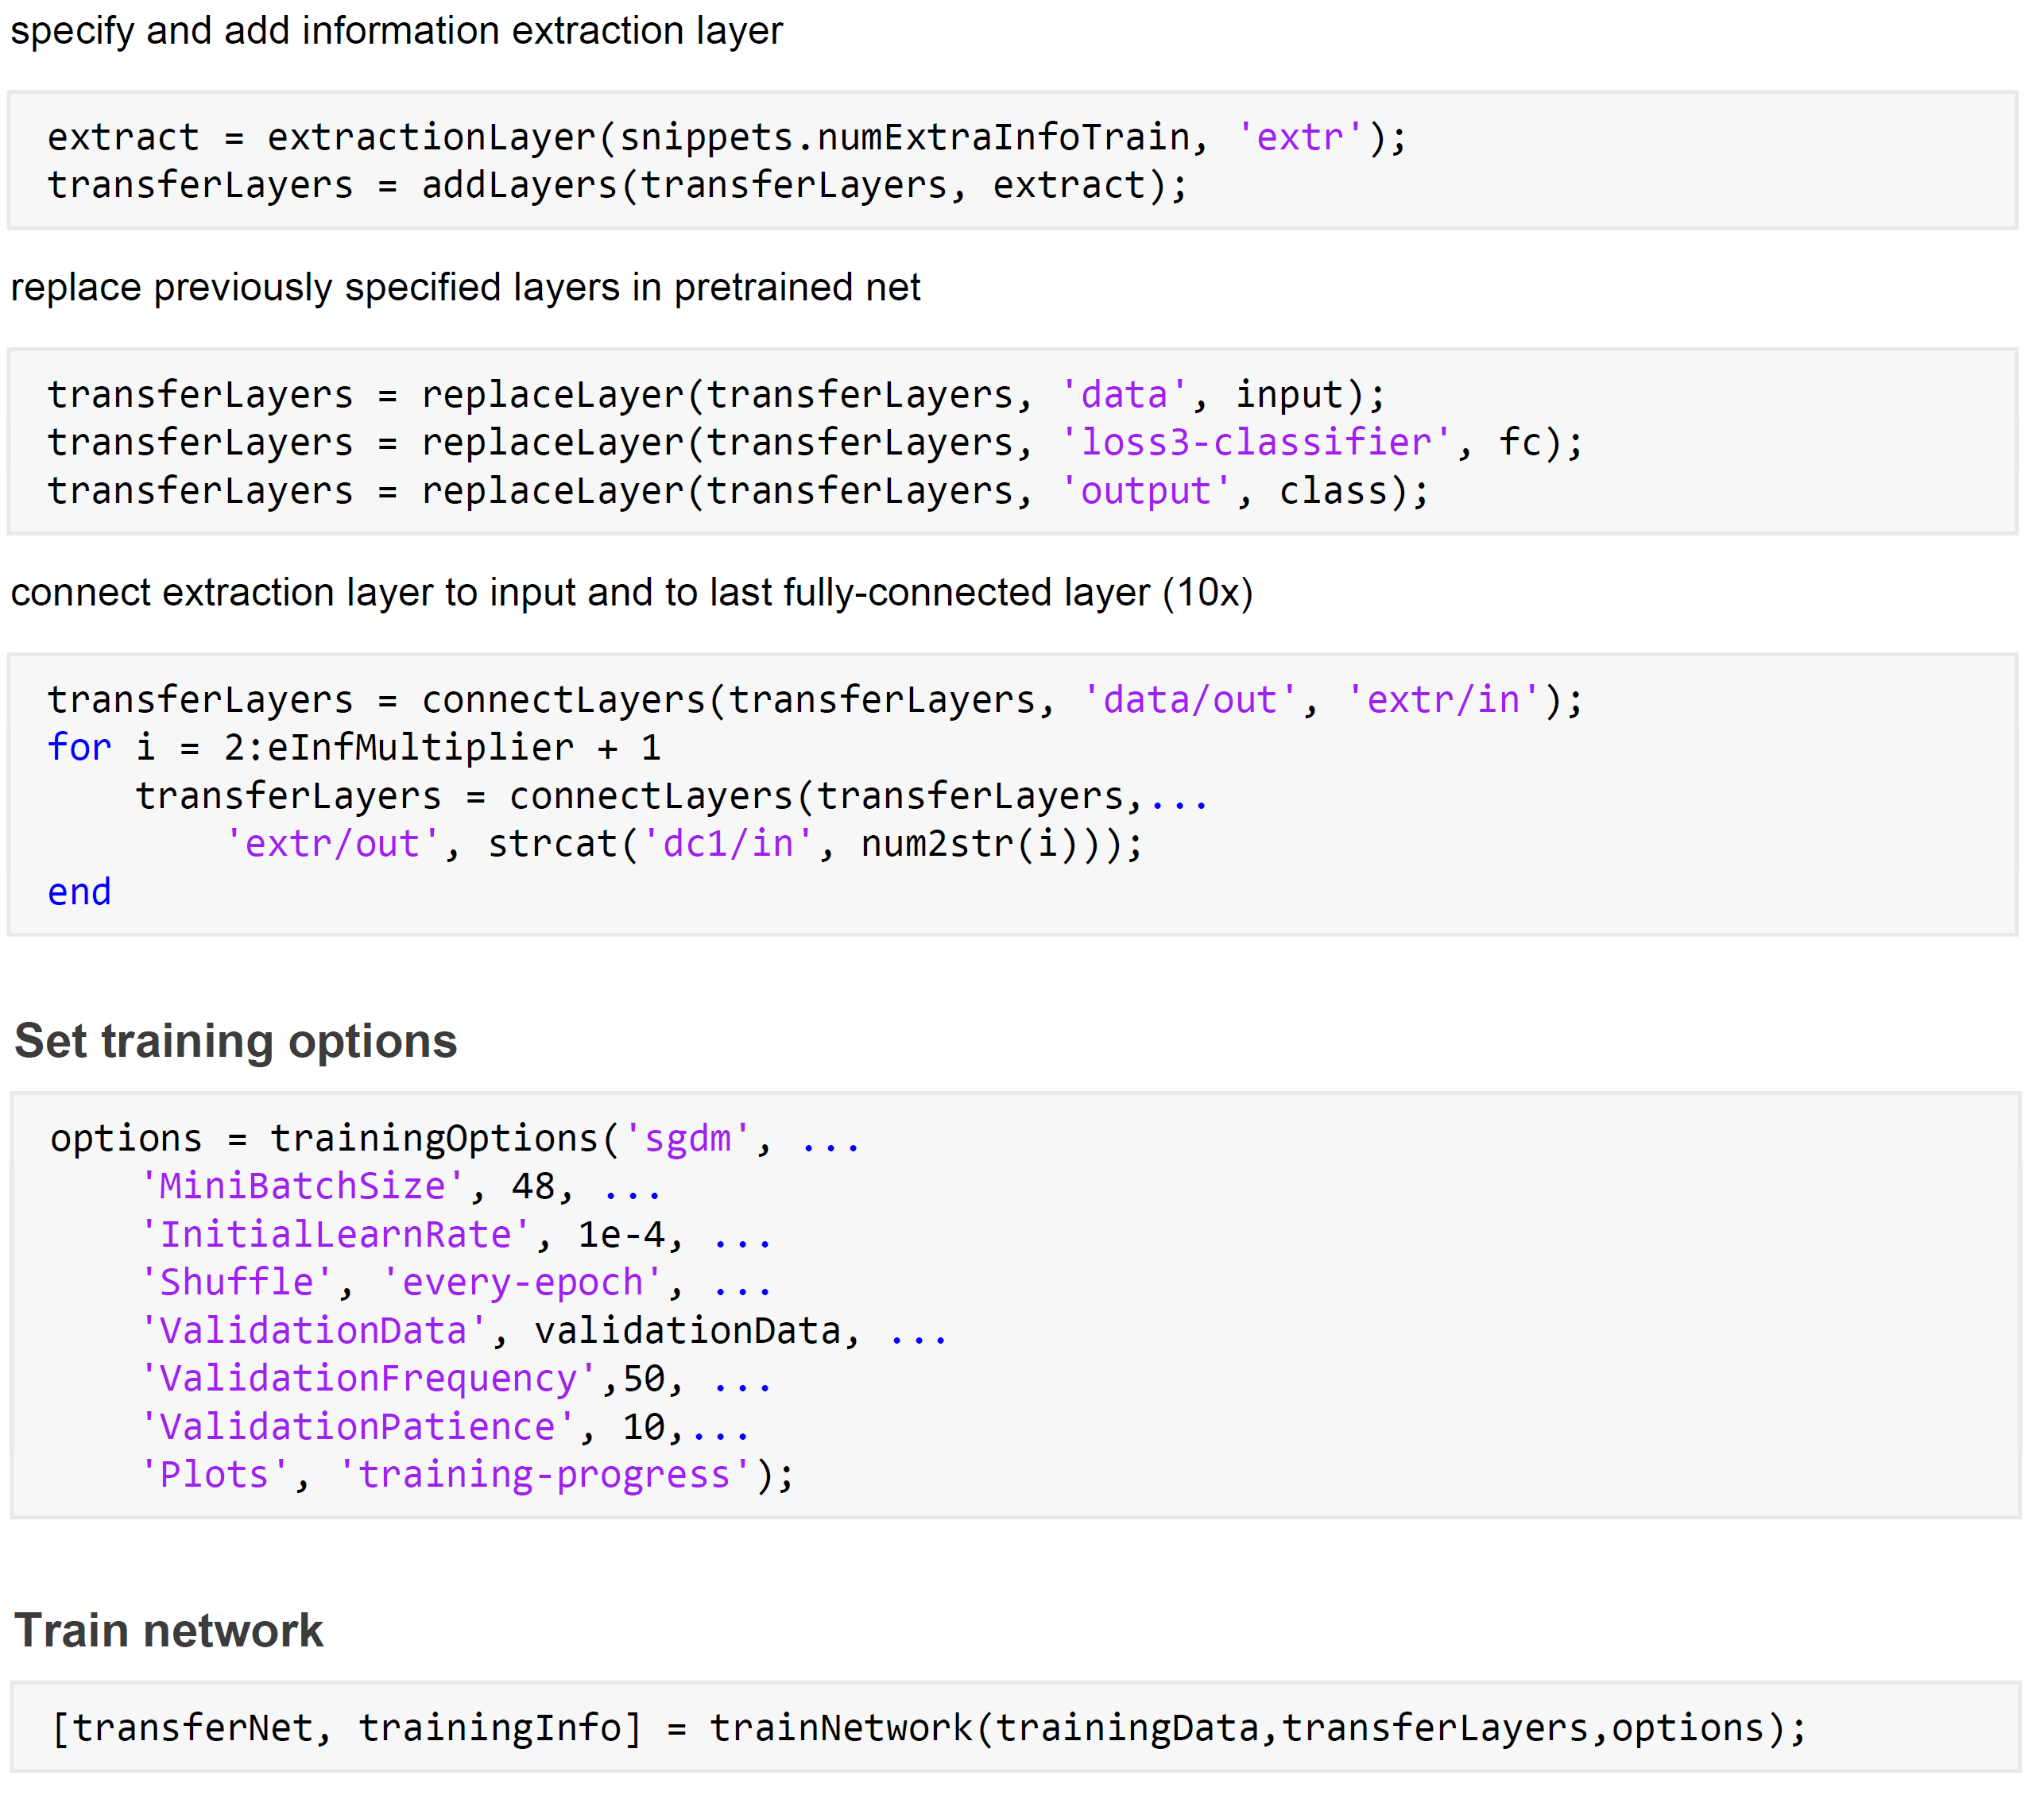 specify and add information extraction layer
extract = extractionLayer(snippets.numExtraInfoTrain, 'extr');
transferLayers = addLayers(transferLayers, extract);
replace previously specified layers in pretrained net
transferLayers = replaceLayer(transferLayers, 'data', input);
transferLayers = replaceLayer(transferLayers, 'loss3-classifier', fc);
transferLayers = replaceLayer(transferLayers, 'output', class);
connect extraction layer to input and to last fully-connected layer (10x)
transferLayers = connectLayers(transferLayers, 'data/out', 'extr/in');
for i = 2:eInfMultiplier + 1
    transferLayers = connectLayers(transferLayers,...
        'extr/out', strcat('dc1/in', num2str(i)));
end
Set training options
options = trainingOptions('sgdm', ...
    'MiniBatchSize', 48, ...
    'InitialLearnRate', 1e-4, ...
    'Shuffle', 'every-epoch', ...
    'ValidationData', validationData, ...
    'ValidationFrequency',50, ...
    'ValidationPatience', 10,...
    'Plots', 'training-progress');
Train network
[transferNet, trainingInfo] = trainNetwork(trainingData,transferLayers,options);